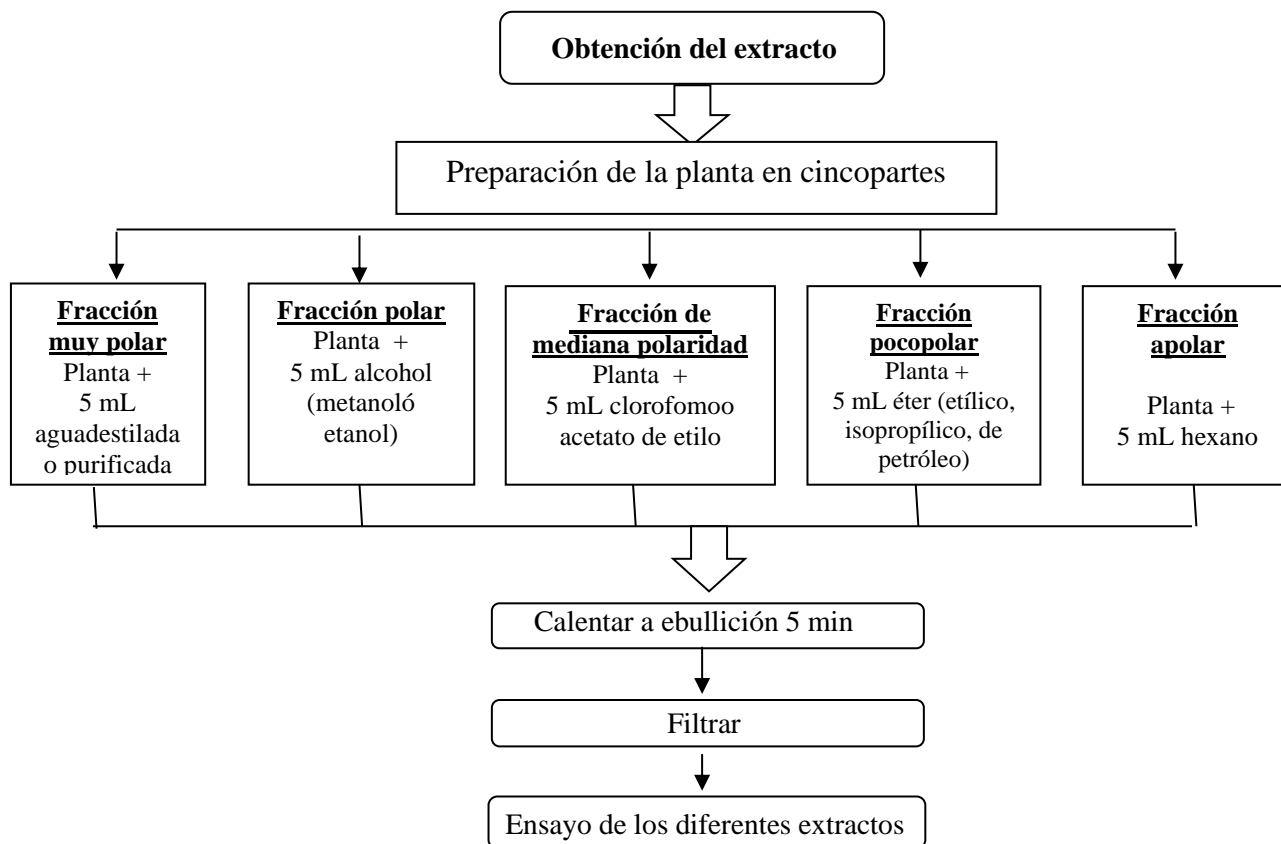 Obtención del extracto
Preparación de la planta en cincopartes
Fracción
muy polar
Planta +
5 mL
aguadestilada
o purificada
Fracción polar
Planta +
5 mL alcohol
(metanoló
etanol)
Fracción de
mediana polaridad
Planta +
5 mL clorofomoo
acetato de etilo
Fracción
pocopolar
Planta +
5 mL éter (etílico,
isopropílico, de
petróleo)
Fracción
apolar
Planta +
5 mL hexano
Calentar a ebullición 5 min
Filtrar
Ensayo de los diferentes extractos